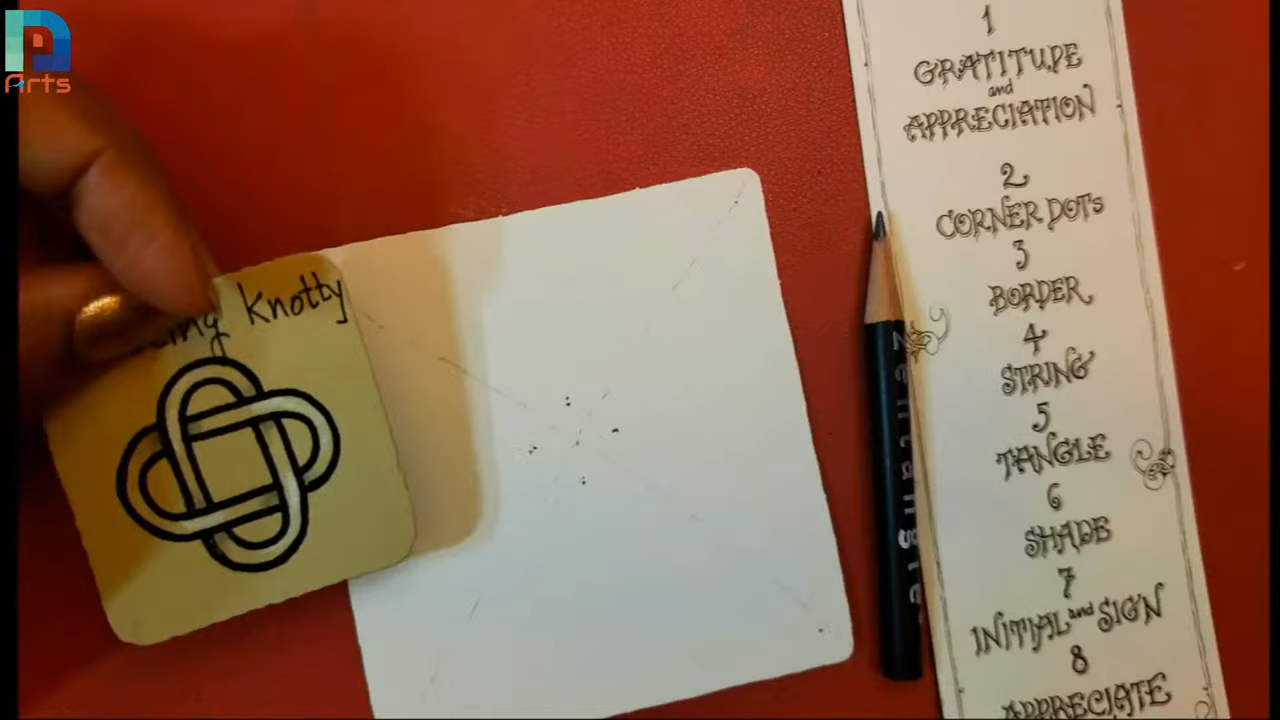 Arts
Knotty
zentangle
1
GRATITUDE
and
APPRECIATION
2
CORNER DOTs
3
BORDER
4
STRING
5
TANGLE
6
SHADE
7
INITIAL and SIGN
8
APPRECIATE